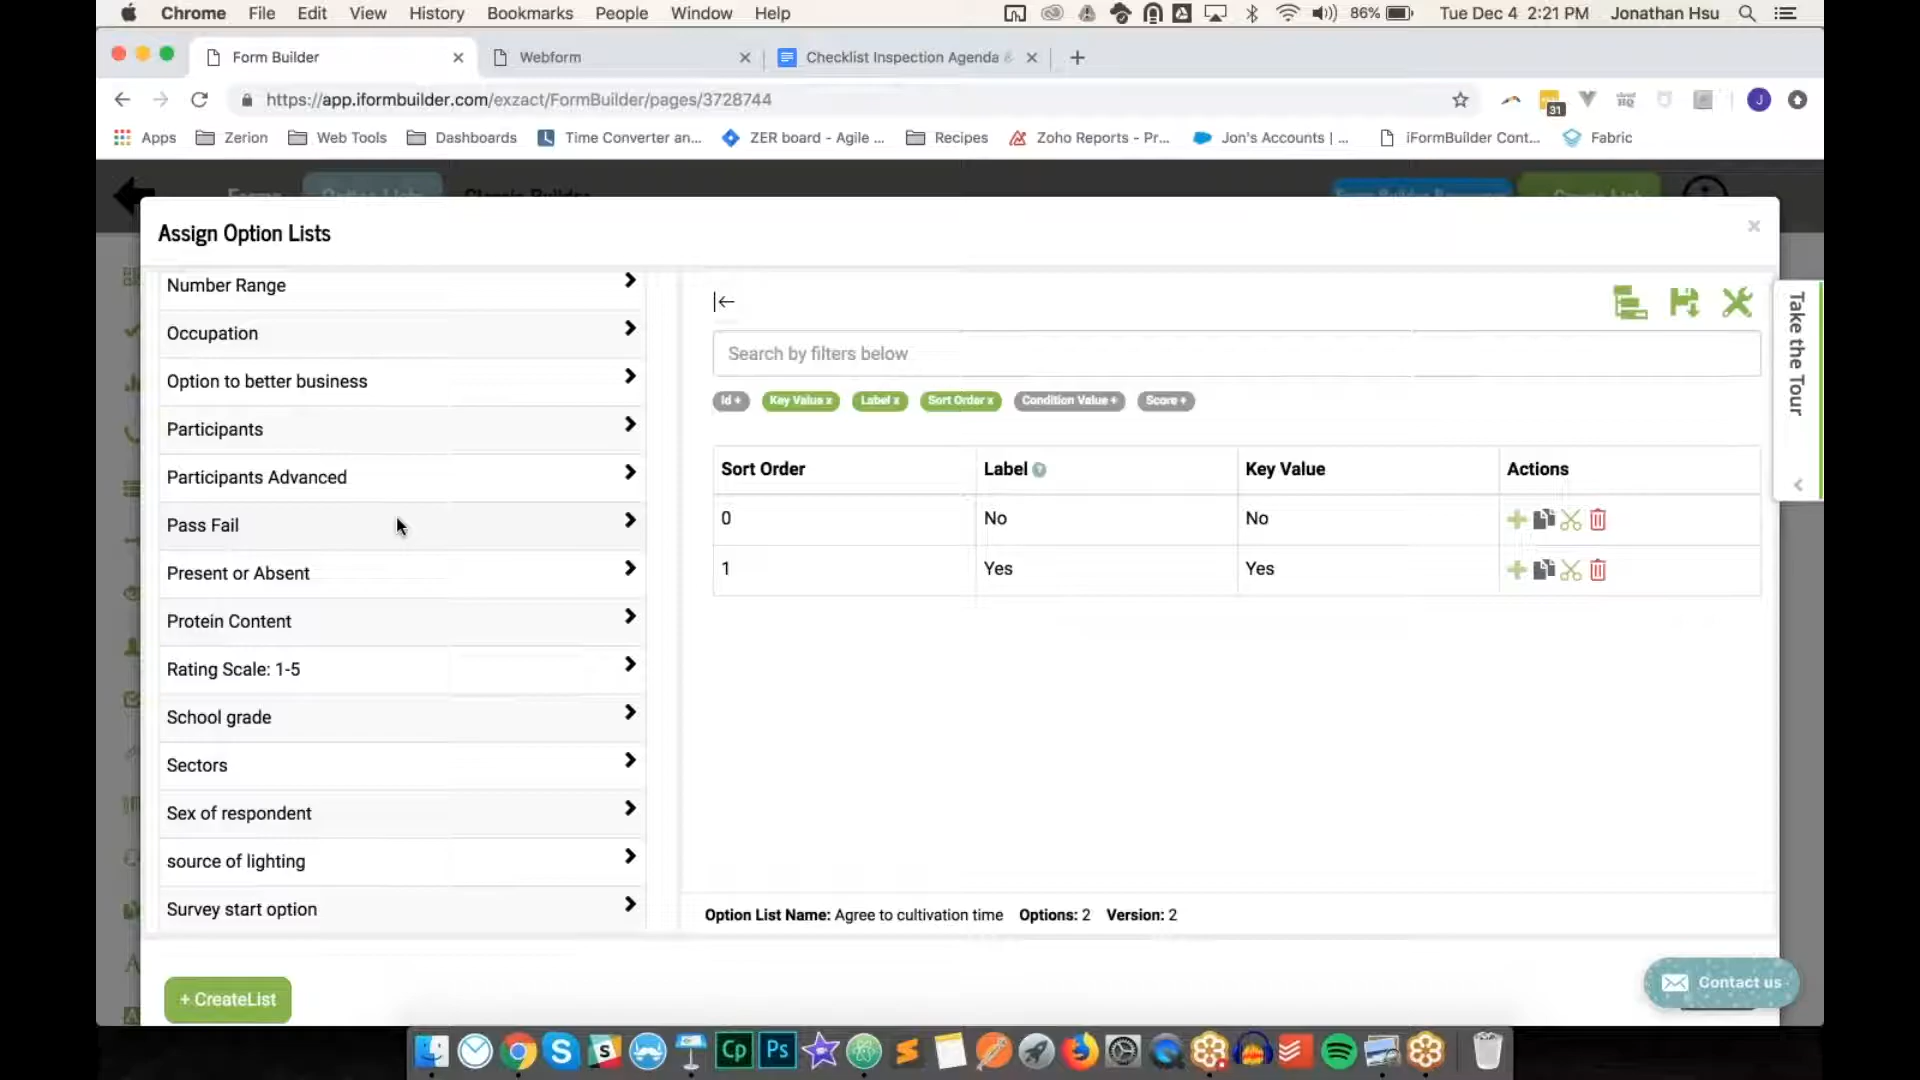 Chrome File Edit View History Bookmarks People Window Help 86% Tue Dec 4 2:21 PM Jonathan Hsu
Form Builder Webform Checklist Inspection Agenda
https://app.iformbuilder.com/exzact/FormBuilder/pages/3728744
31 J
Apps Zerion Web Tools Dashboards Time Converter an... ZER board - Agile ... Recipes Zoho Reports - Pr... Jon's Accounts | ... iFormBuilder Cont... Fabric
Assign Option Lists
Number Range
Occupation
Option to better business
Participants
Participants Advanced
Pass Fail
Present or Absent
Protein Content
Rating Scale: 1-5
School grade
Sectors
Sex of respondent
source of lighting
Survey start option
Search by filters below
Id + Key Value x Label x Sort Order x Condition Value + Score +
Sort Order Label Key Value Actions
0 No No
1 Yes Yes
Option List Name: Agree to cultivation time Options: 2 Version: 2
Take the Tour
+ CreateList
Contact us
S S Cp Ps